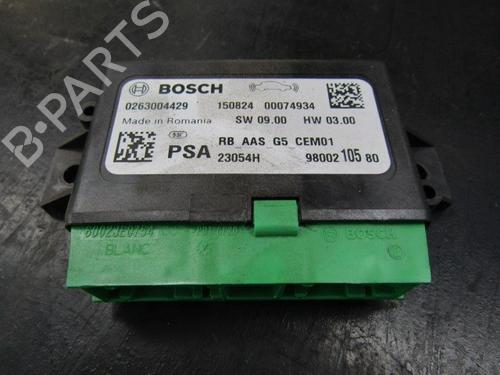 BOSCH
0263004429 150824 00074934
Made in Romania SW 09.00 HW 03.00
RB_AAS_G5_CEM01
PSA 23054H 98002 105 80
BLANC
BOSCH
B-PARTS